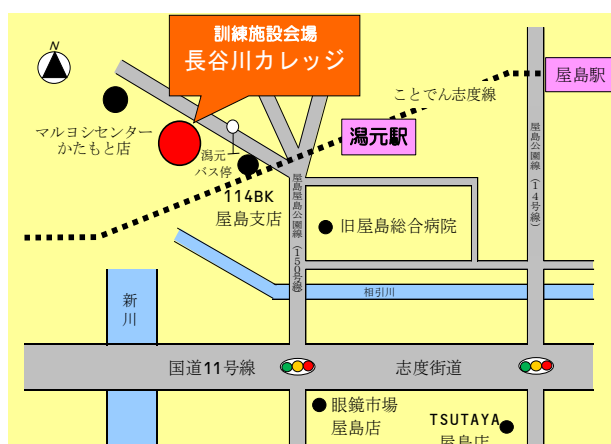 N
訓練施設会場
長谷川カレッジ
屋島駅
ことでん志度線
マルヨシセンター
かたもと店
潟元
バス停
潟元駅
114BK
屋島支店
屋島公園線（14号線）
屋島屋島公園線（150号線）
旧屋島総合病院
新
川
相引川
国道11号線
志度街道
眼鏡市場
屋島店
TSUTAYA
屋島店